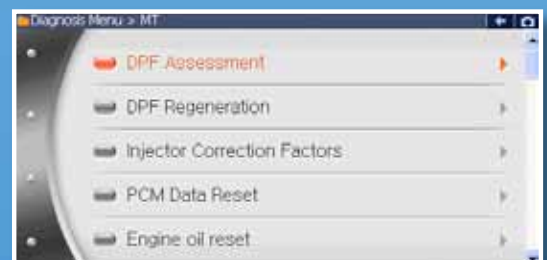 Diagnosis Menu > MT
DPF Assessment
DPF Regeneration
Injector Correction Factors
PCM Data Reset
Engine oil reset